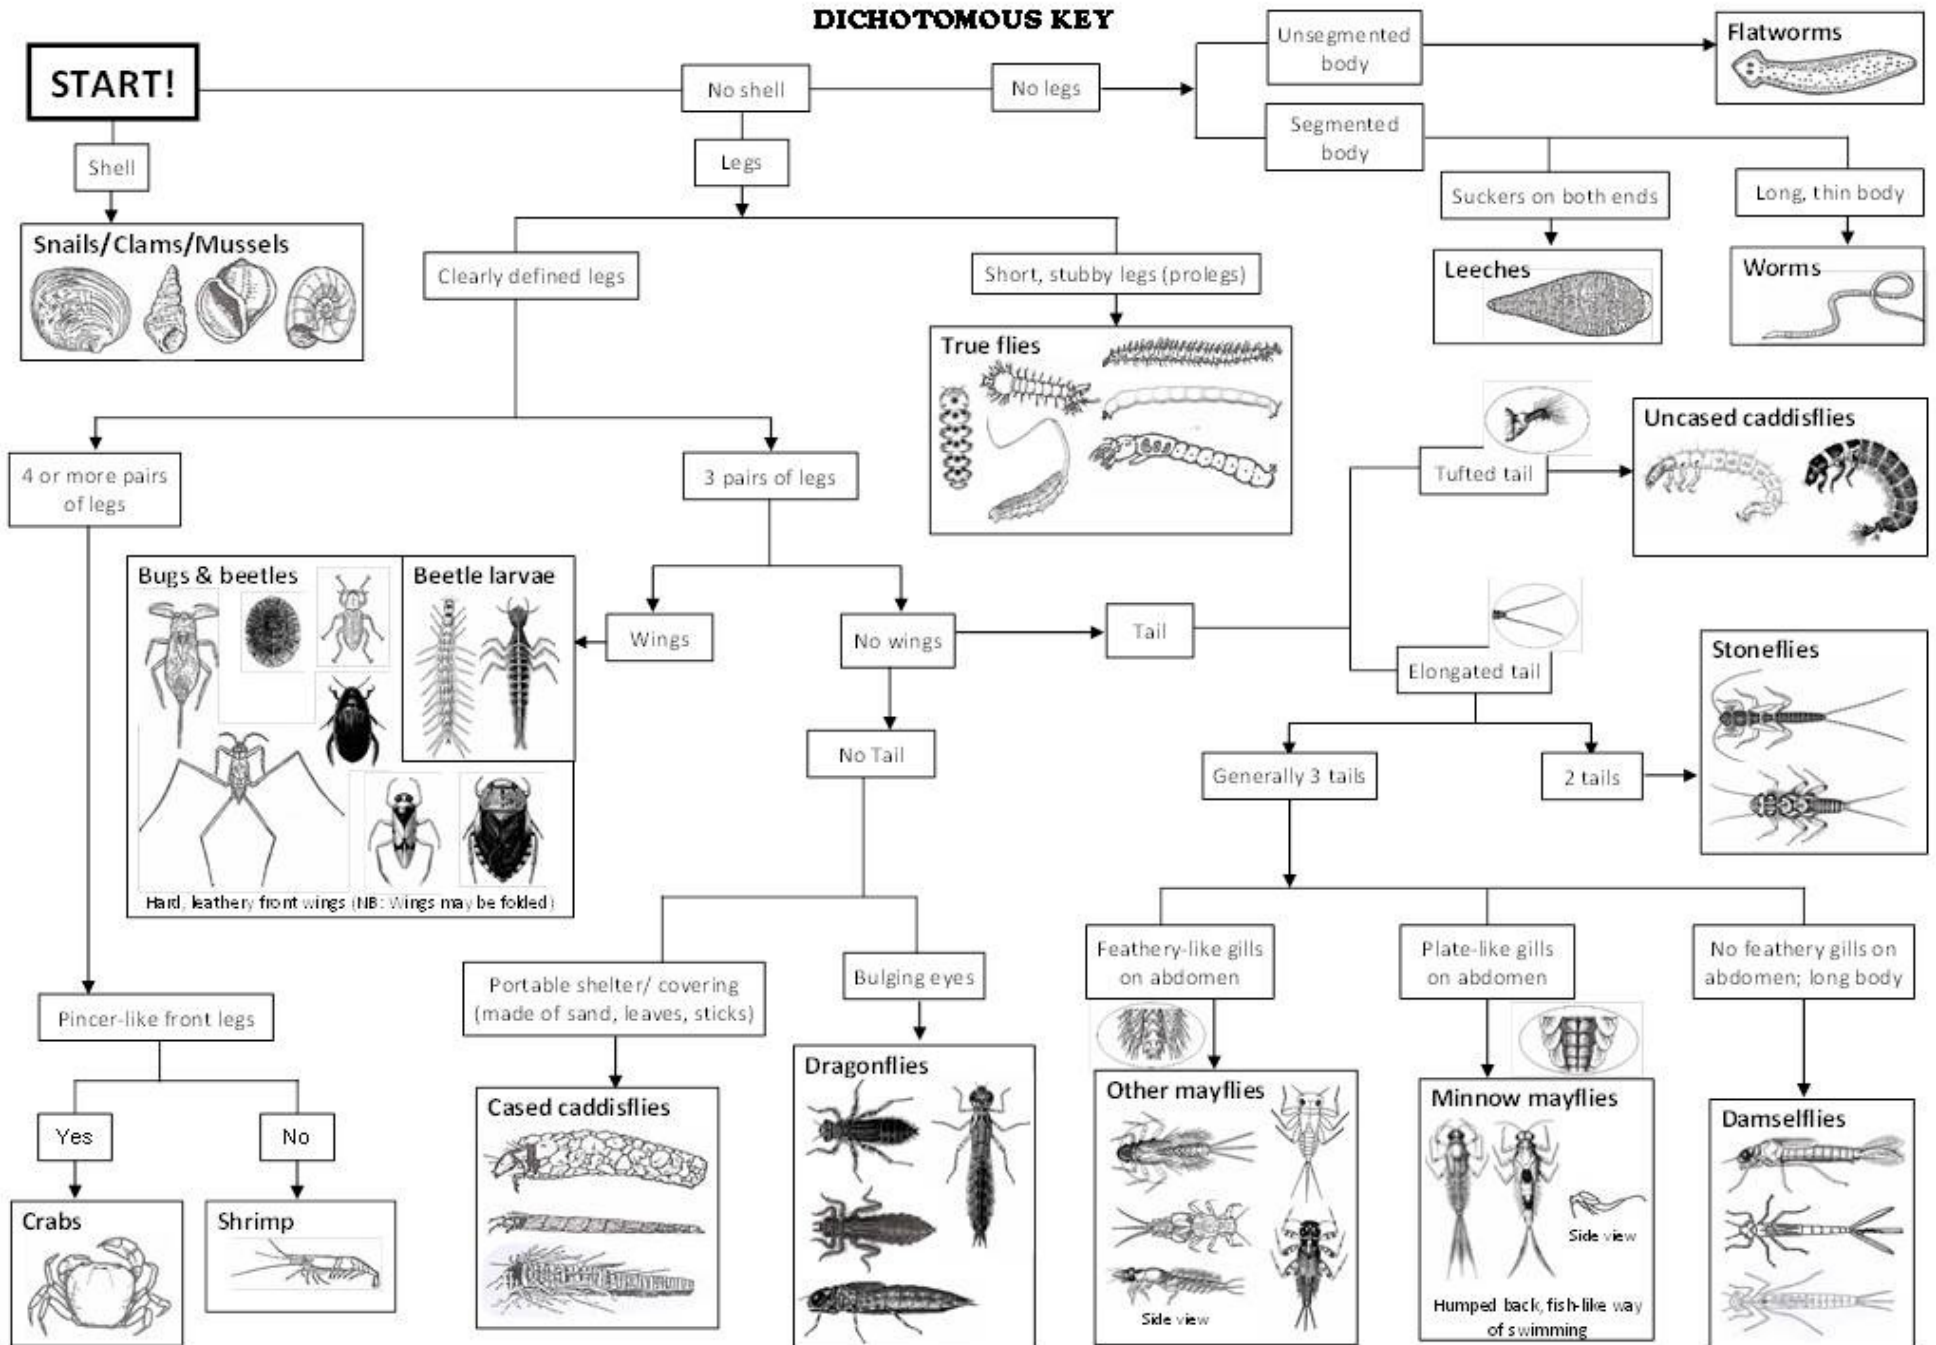 DICHOTOMOUS KEY
START!
No shell
No legs
Unsegmented
body
Flatworms
Segmented
body
Shell
Legs
Suckers on both ends
Long, thin body
Snails/Clams/Mussels
Clearly defined legs
Short, stubby legs (prolegs)
Leeches
Worms
True flies
4 or more pairs
of legs
3 pairs of legs
Tufted tail
Uncased caddisflies
Bugs & beetles
Beetle larvae
Wings
No wings
Tail
Elongated tail
Stoneflies
No Tail
Generally 3 tails
2 tails
Hard, leathery front wings (NB: Wings may be folded)
Portable shelter/ covering
(made of sand, leaves, sticks)
Bulging eyes
Feathery-like gills
on abdomen
Plate-like gills
on abdomen
No feathery gills on
abdomen; long body
Pincer-like front legs
Yes
No
Cased caddisflies
Dragonflies
Other mayflies
Side view
Minnow mayflies
Side view
Humped back, fish-like way
of swimming
Damselflies
Crabs
Shrimp